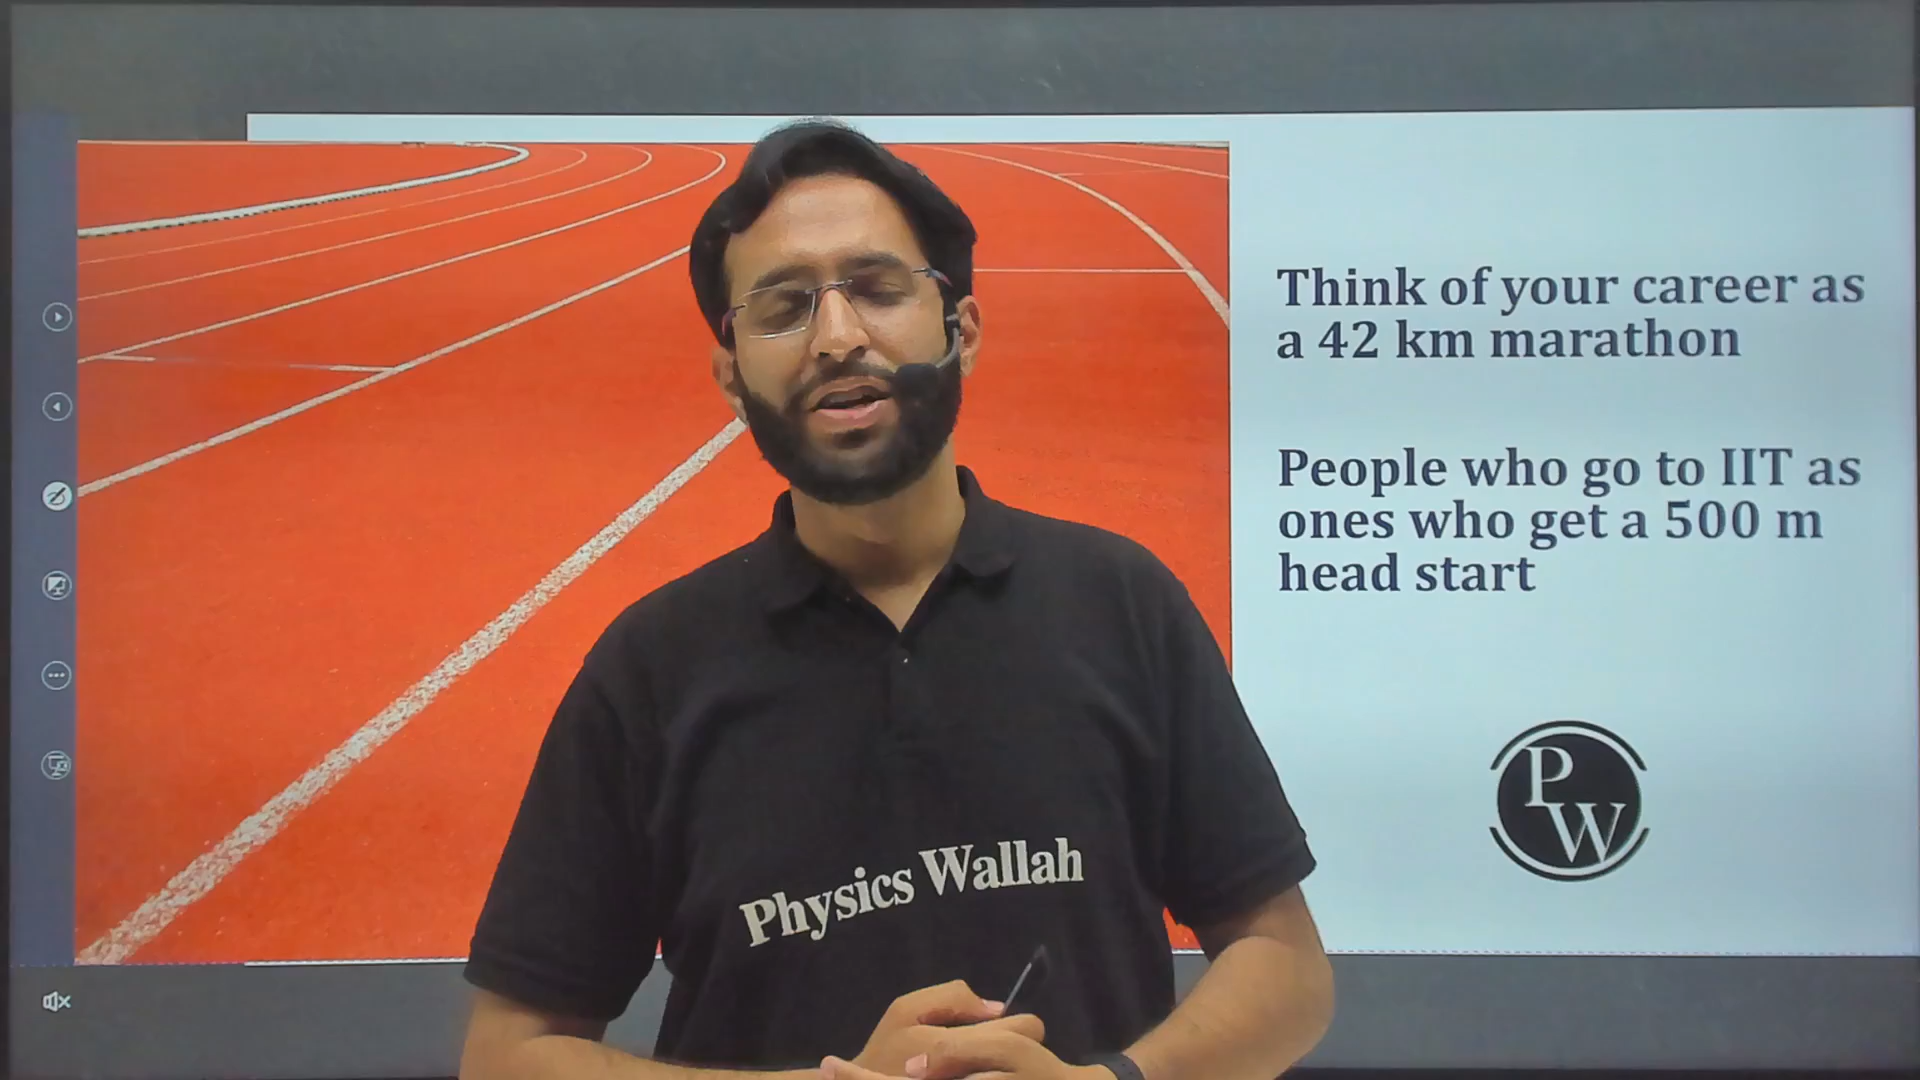 Think of your career as
a 42 km marathon
People who go to IIT as
ones who get a 500 m
head start
PW
Physics Wallah